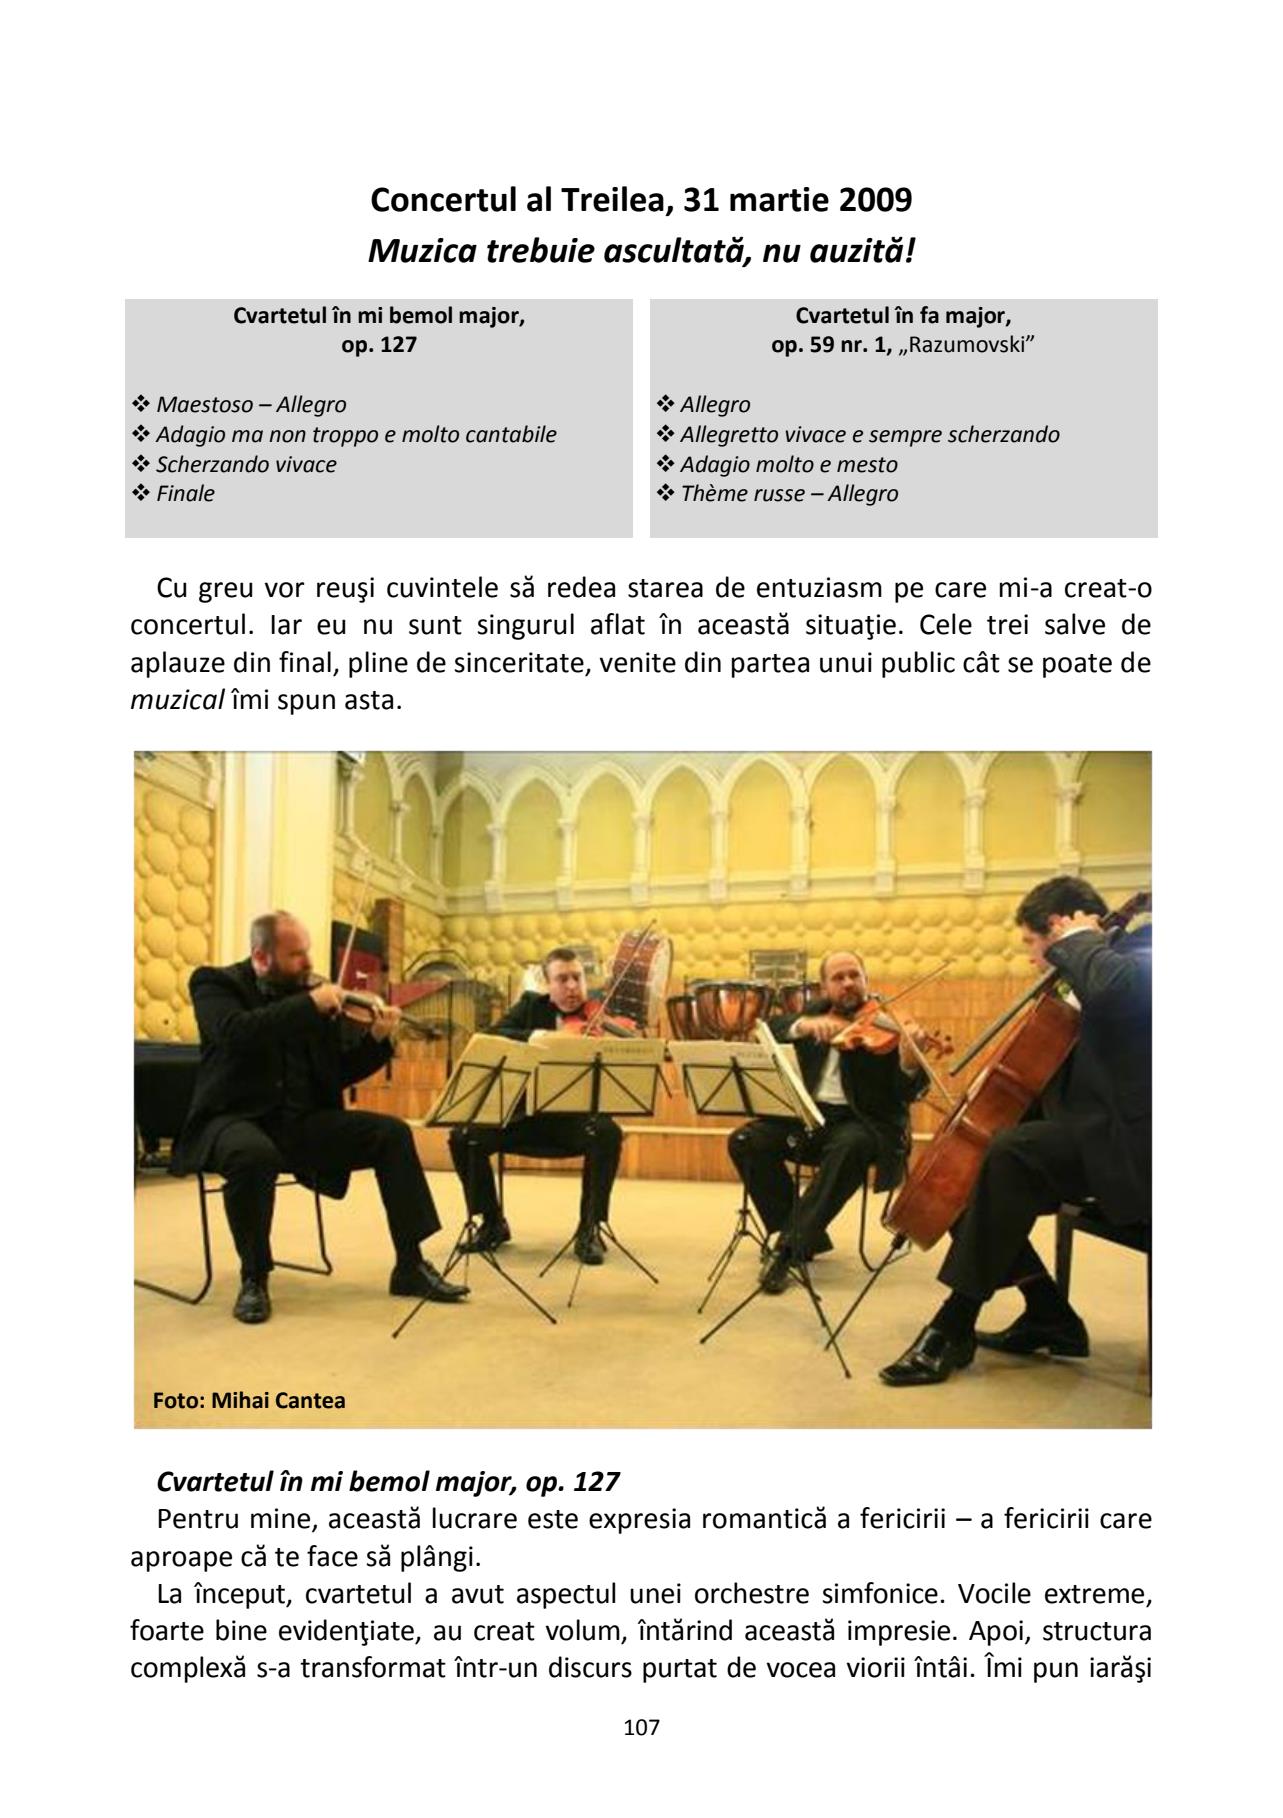 Concertul al Treilea, 31 martie 2009
Muzica trebuie ascultată, nu auzită!
Cvartetul în mi bemol major,
op. 127
❖ Maestoso – Allegro
❖ Adagio ma non troppo e molto cantabile
❖ Scherzando vivace
❖ Finale
Cvartetul în fa major,
op. 59 nr. 1, „Razumovski”
❖ Allegro
❖ Allegretto vivace e sempre scherzando
❖ Adagio molto e mesto
❖ Thème russe – Allegro
Cu greu vor reuşi cuvintele să redea starea de entuziasm pe care mi-a creat-o
concertul. Iar eu nu sunt singurul aflat în această situaţie. Cele trei salve de
aplauze din final, pline de sinceritate, venite din partea unui public cât se poate de
muzical îmi spun asta.
Foto: Mihai Cantea
Cvartetul în mi bemol major, op. 127
Pentru mine, această lucrare este expresia romantică a fericirii – a fericirii care
aproape că te face să plângi.
La început, cvartetul a avut aspectul unei orchestre simfonice. Vocile extreme,
foarte bine evidenţiate, au creat volum, întărind această impresie. Apoi, structura
complexă s-a transformat într-un discurs purtat de vocea viorii întâi. Îmi pun iarăşi
107